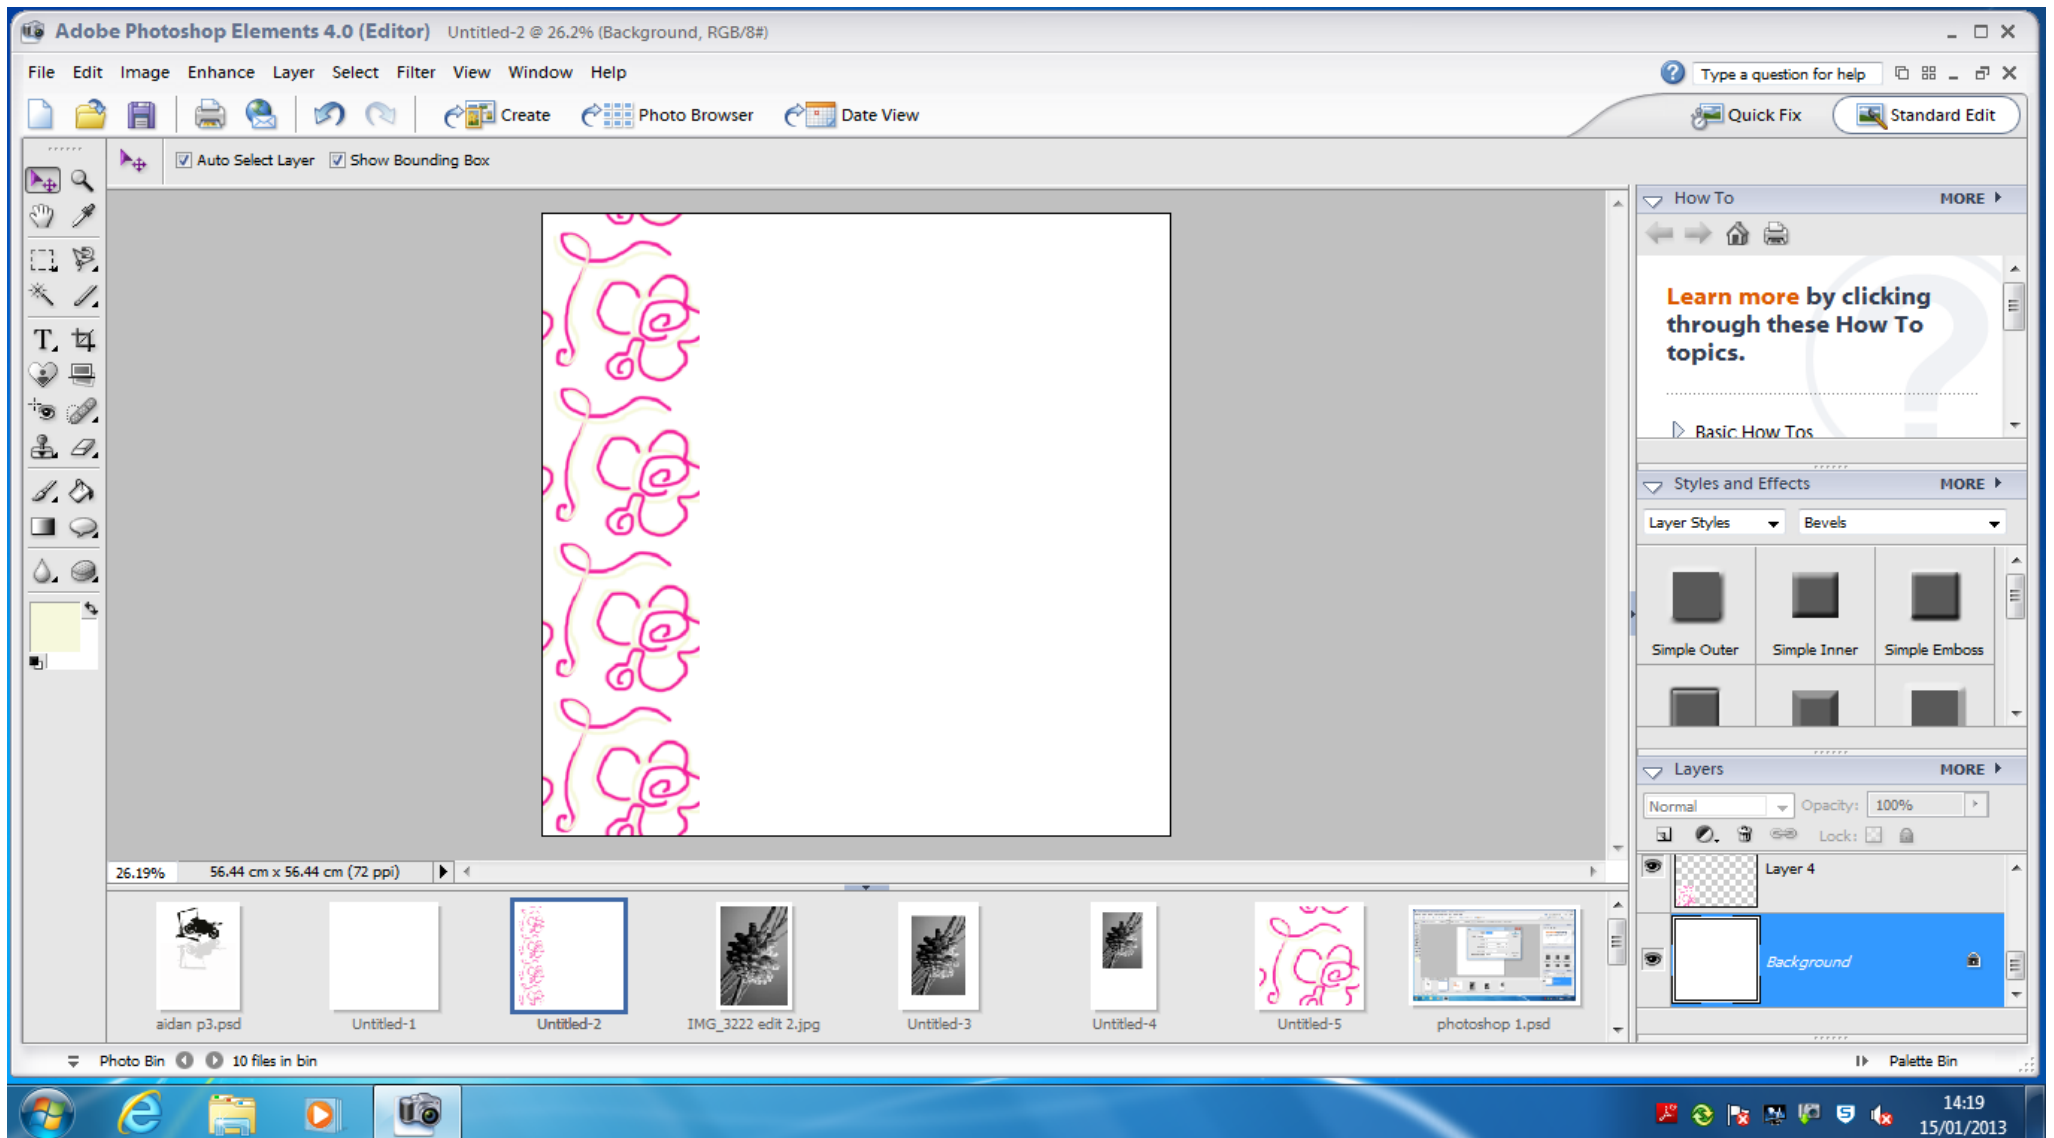 Adobe Photoshop Elements 4.0 (Editor) Untitled-2 @ 26.2% (Background, RGB/8#)
File Edit Image Enhance Layer Select Filter View Window Help
Type a question for help
Create Photo Browser Date View
Quick Fix Standard Edit
Auto Select Layer Show Bounding Box
How To MORE
Learn more by clicking
through these How To
topics.
Basic How Tos
Styles and Effects MORE
Layer Styles Bevels
Simple Outer Simple Inner Simple Emboss
Layers MORE
Normal Opacity: 100%
Lock:
Layer 4
Background
26.19% 56.44 cm x 56.44 cm (72 ppi)
aidan p3.psd Untitled-1 Untitled-2 IMG_3222 edit 2.jpg Untitled-3 Untitled-4 Untitled-5 photoshop 1.psd
Photo Bin 10 files in bin
Palette Bin
14:19
15/01/2013